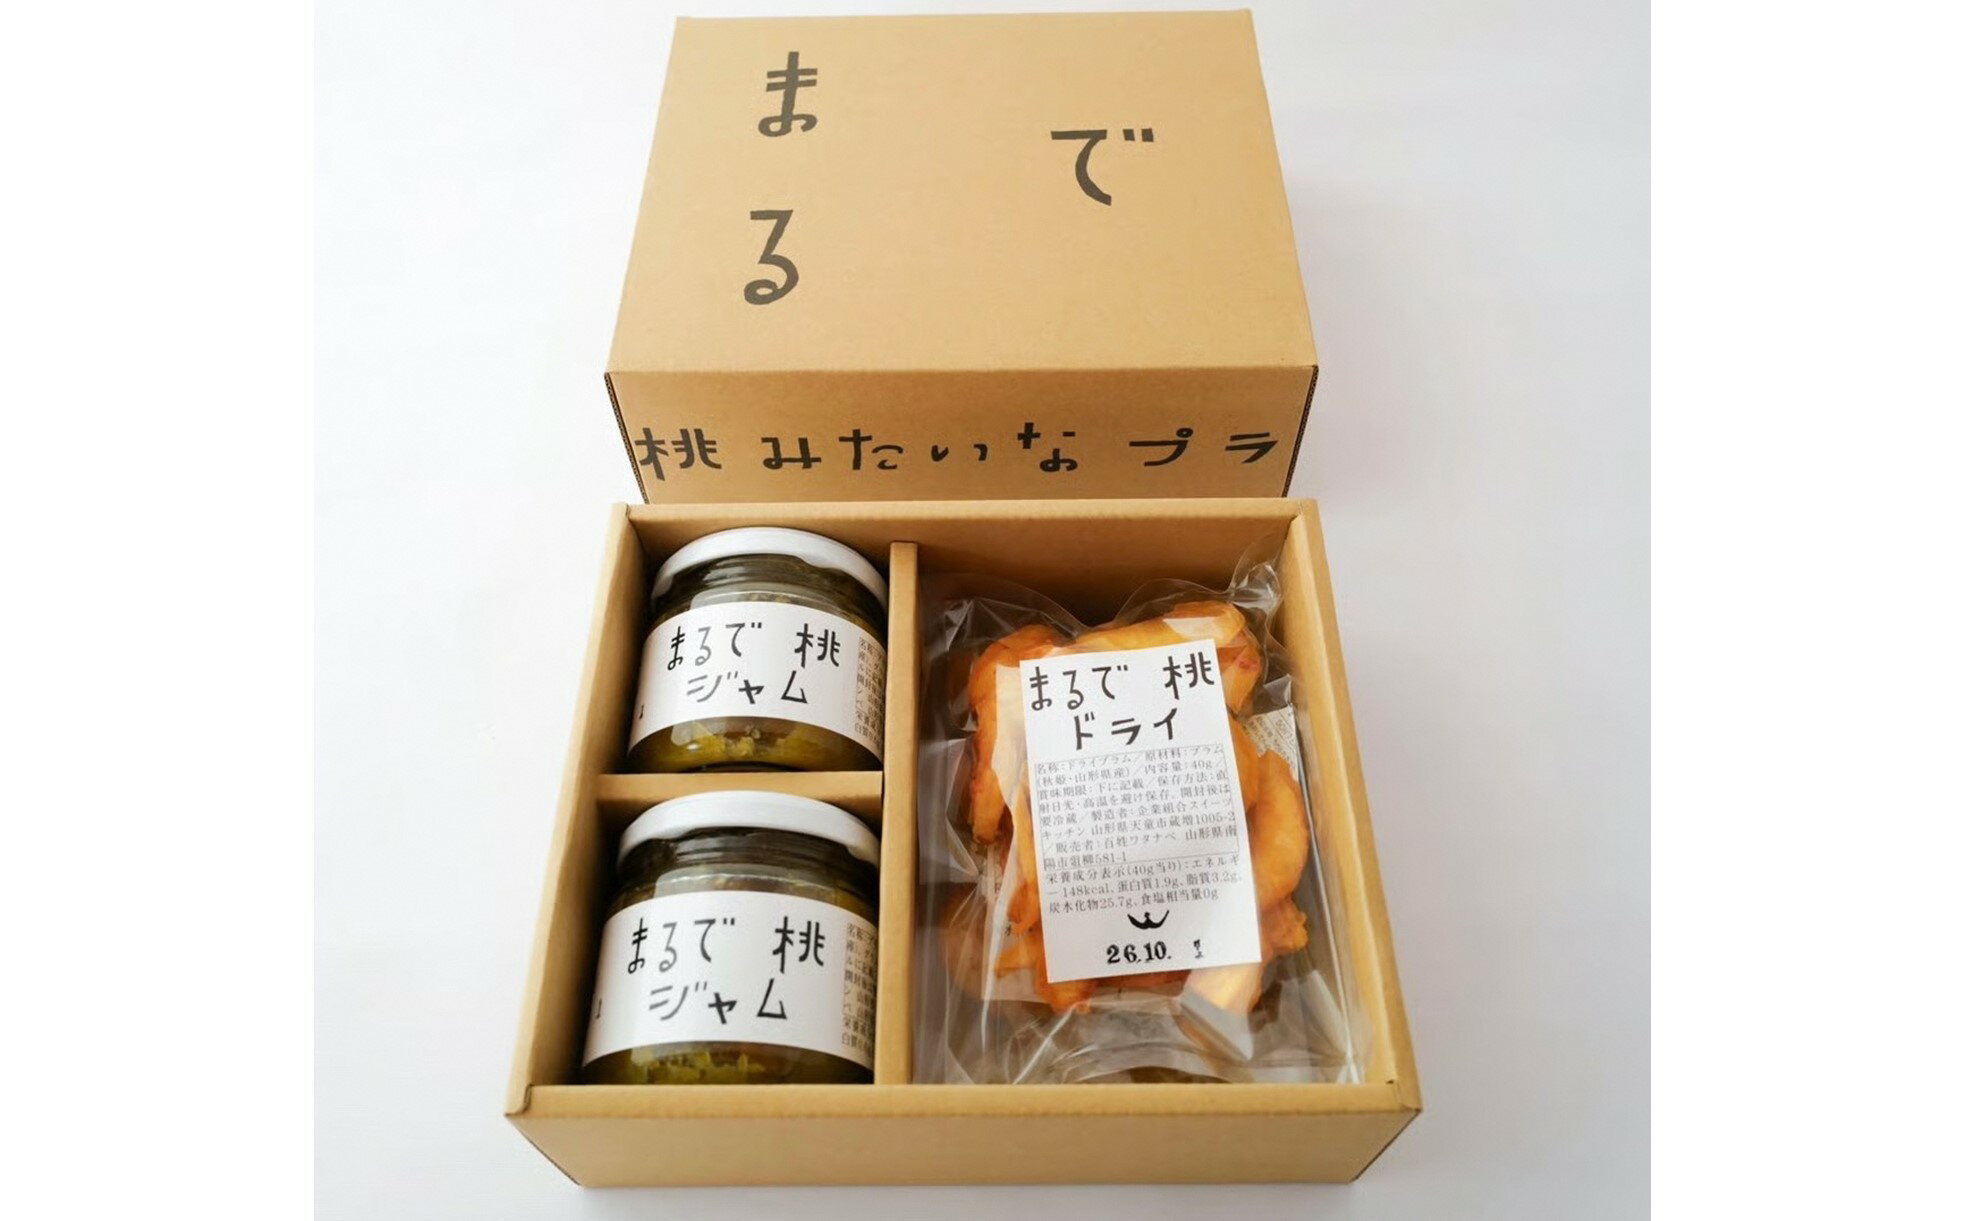 まで
る
桃みたいなプラ
まるで 桃
ジャム
まるで 桃
ジャム
まるで 桃
ドライ
名称:ドライプラム/原材料:プラム
(秋姫・山形県産)/内容量:40g/
賞味期限:下に記載/保存方法:直
射日光・高温を避け保存。開封後は
要冷蔵/製造者:企業組合スイーツ
キッチン 山形県天童市蔵増1005-2
/販売者:百姓ワタナベ 山形県南
陽市俎柳581-1
栄養成分表示(40g当り):エネルギ
ー148kcal、蛋白質1.9g、脂質3.2g、
炭水化物25.7g、食塩相当量0g
26.10.